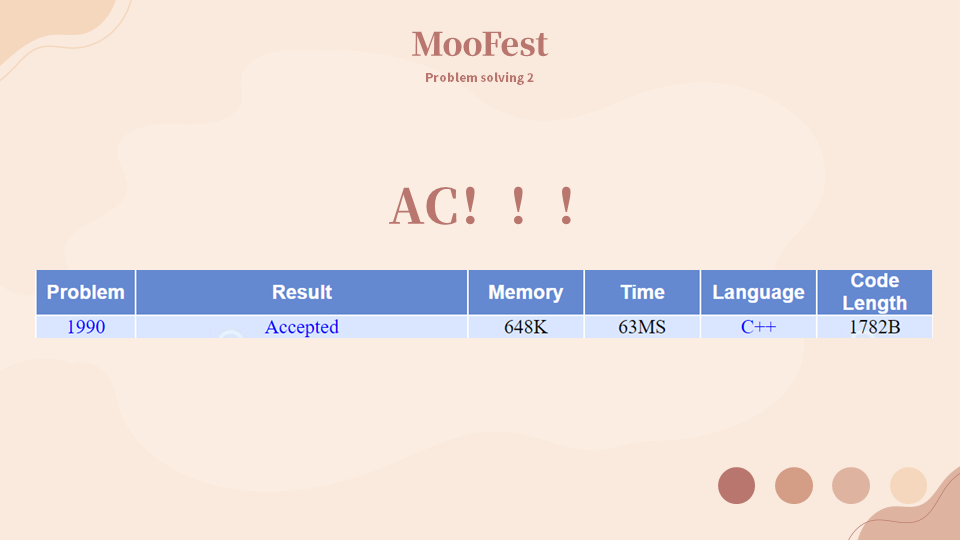 MooFest
Problem solving 2
AC！！！
Problem Result Memory Time Language Code Length
1990 Accepted 648K 63MS C++ 1782B